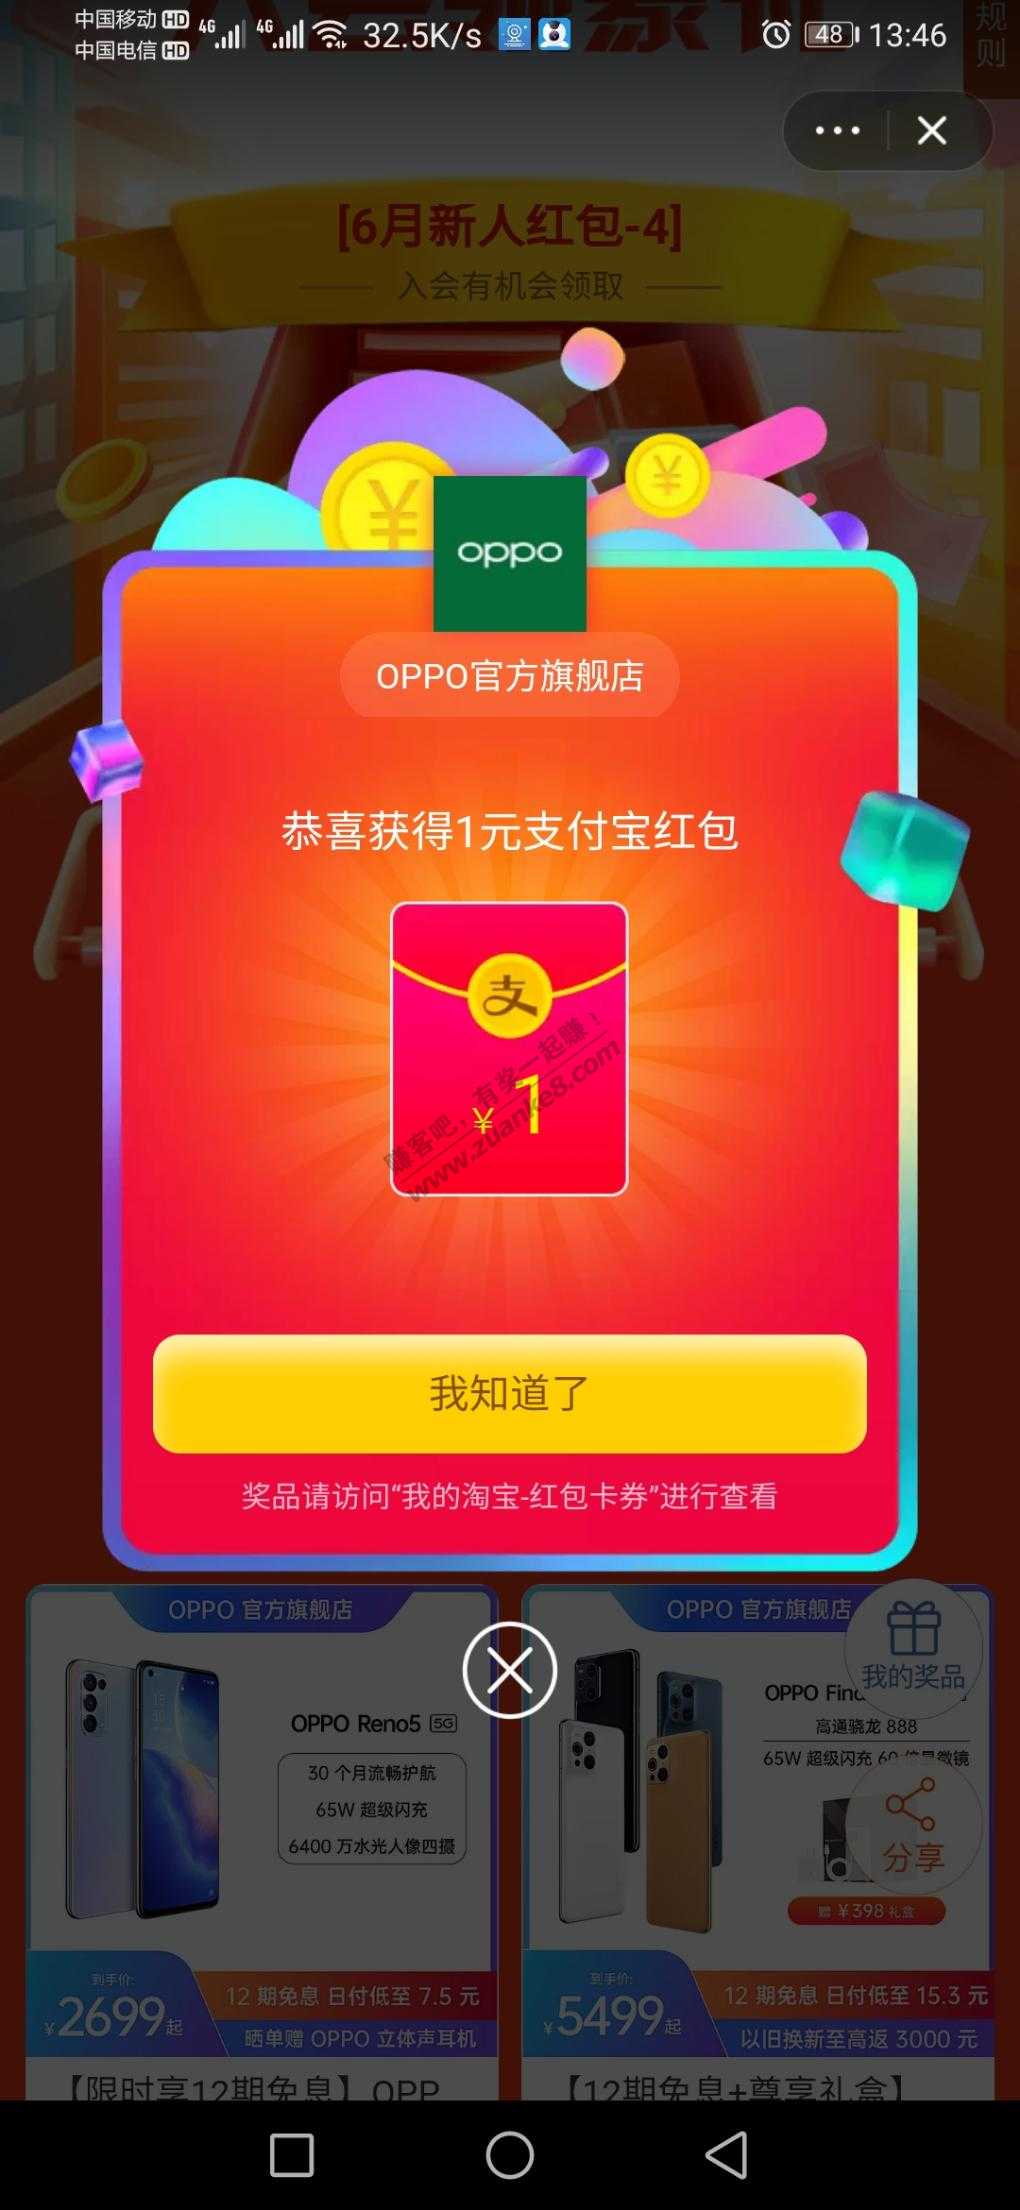 中国移动 HD 4G 4G 32.5K/s 48 13:46
中国电信 HD
规则
[6月新人红包-4]
入会有机会领取
¥
¥
oppo
OPPO官方旗舰店
恭喜获得1元支付宝红包
支
¥ 1
赚客吧，有奖一起赚！
www.zuanke8.com
我知道了
奖品请访问“我的淘宝-红包卡券”进行查看
OPPO 官方旗舰店
OPPO Reno5 5G
30 个月流畅护航
65W 超级闪充
6400 万水光人像四摄
到手价:
¥2699起
12 期免息 日付低至 7.5 元
晒单赠 OPPO 立体声耳机
【限时享12期免息】OPP
OPPO 官方旗舰店
我的奖品
OPPO Find
高通骁龙 888
65W 超级闪充 60 倍显微镜
分享
赠 ¥398 礼盒
到手价:
¥5499起
12 期免息 日付低至 15.3 元
以旧换新至高返 3000 元
【12期免息+尊享礼盒】